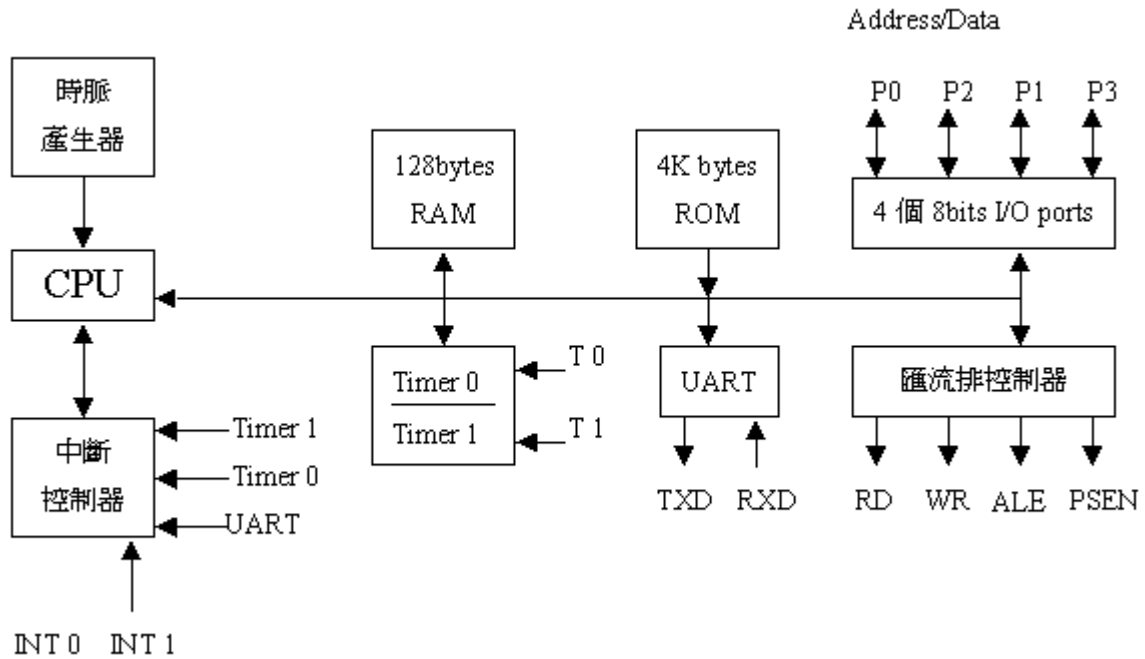 Address/Data
時脈
產生器
P0 P2 P1 P3
128bytes
RAM
4K bytes
ROM
4 個 8bits I/O ports
CPU
Timer 0
Timer 1
T 0
T 1
UART
匯流排控制器
中斷
控制器
Timer 1
Timer 0
UART
TXD RXD
RD WR ALE PSEN
INT 0 INT 1